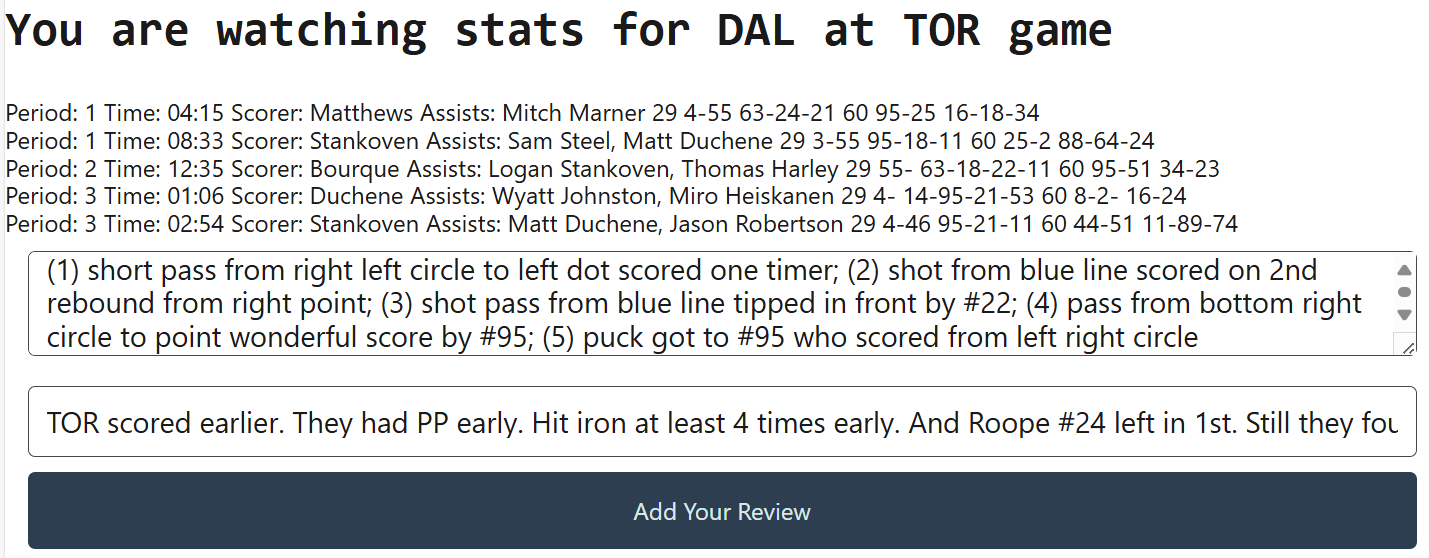 You are watching stats for DAL at TOR game
Period: 1 Time: 04:15 Scorer: Matthews Assists: Mitch Marner 29 4-55 63-24-21 60 95-25 16-18-34
Period: 1 Time: 08:33 Scorer: Stankoven Assists: Sam Steel, Matt Duchene 29 3-55 95-18-11 60 25-2 88-64-24
Period: 2 Time: 12:35 Scorer: Bourque Assists: Logan Stankoven, Thomas Harley 29 55- 63-18-22-11 60 95-51 34-23
Period: 3 Time: 01:06 Scorer: Duchene Assists: Wyatt Johnston, Miro Heiskanen 29 4- 14-95-21-53 60 8-2- 16-24
Period: 3 Time: 02:54 Scorer: Stankoven Assists: Matt Duchene, Jason Robertson 29 4-46 95-21-11 60 44-51 11-89-74
(1) short pass from right left circle to left dot scored one timer; (2) shot from blue line scored on 2nd
rebound from right point; (3) shot pass from blue line tipped in front by #22; (4) pass from bottom right
circle to point wonderful score by #95; (5) puck got to #95 who scored from left right circle
TOR scored earlier. They had PP early. Hit iron at least 4 times early. And Roope #24 left in 1st. Still they fou
Add Your Review